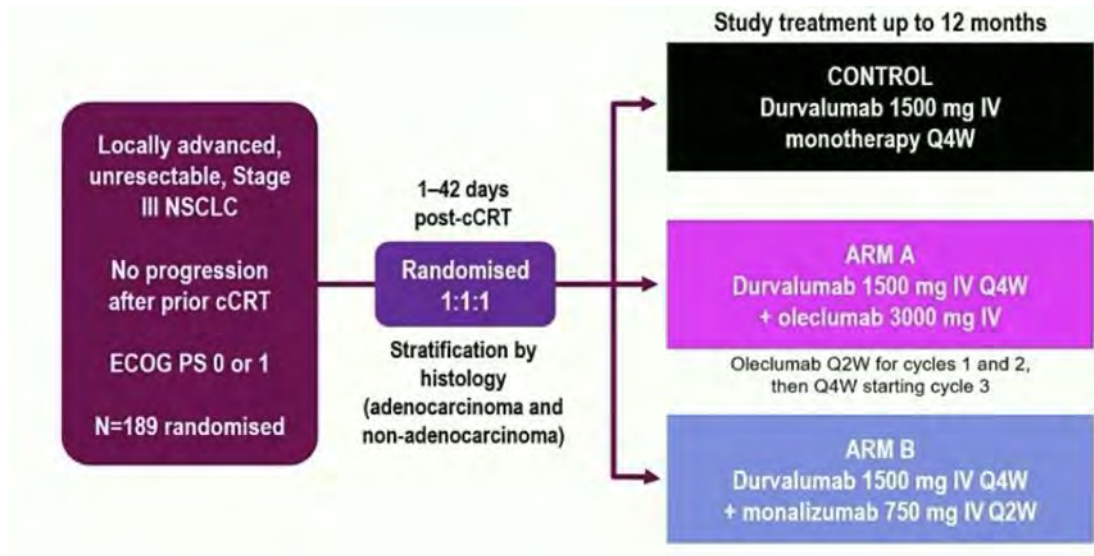 Study treatment up to 12 months
Locally advanced,
unresectable, Stage
III NSCLC
No progression
after prior cCRT
ECOG PS 0 or 1
N=189 randomised
1–42 days
post-cCRT
Randomised
1:1:1
Stratification by
histology
(adenocarcinoma and
non-adenocarcinoma)
CONTROL
Durvalumab 1500 mg IV
monotherapy Q4W
ARM A
Durvalumab 1500 mg IV Q4W
+ oleclumab 3000 mg IV
Oleclumab Q2W for cycles 1 and 2,
then Q4W starting cycle 3
ARM B
Durvalumab 1500 mg IV Q4W
+ monalizumab 750 mg IV Q2W